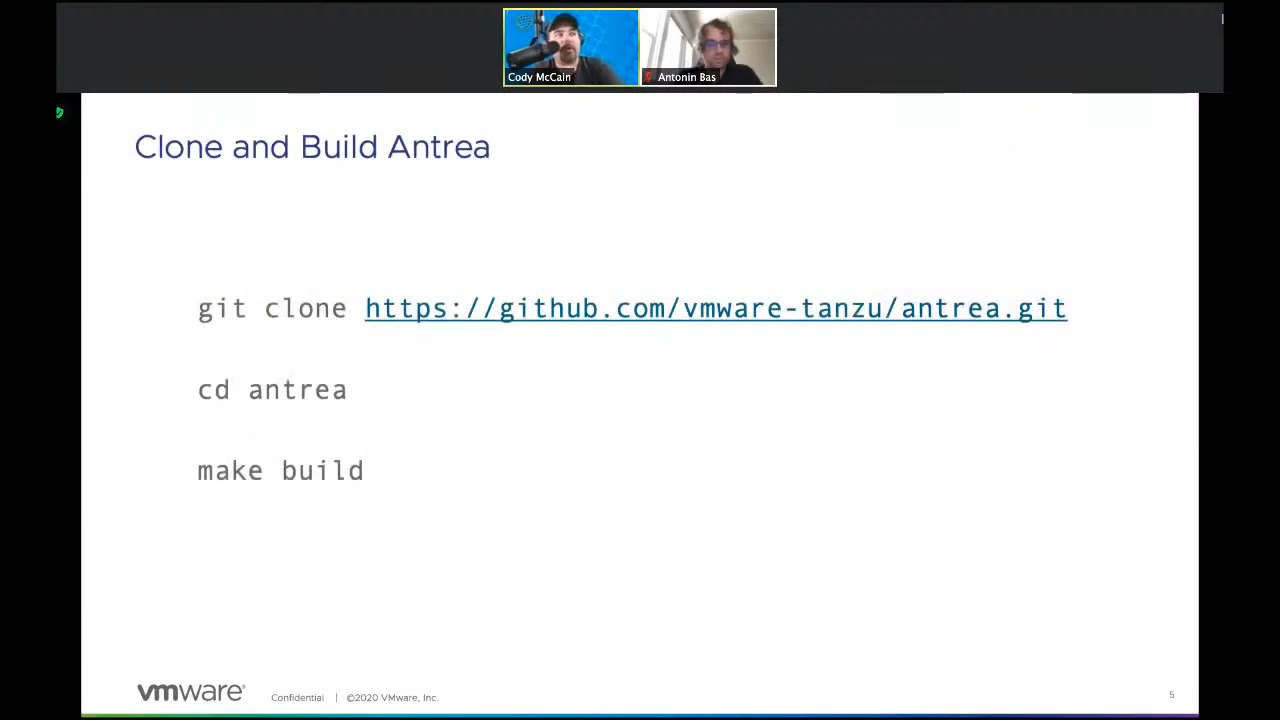 Cody McCain
Antonin Bas
Clone and Build Antrea
git clone https://github.com/vmware-tanzu/antrea.git
cd antrea
make build
vmware® Confidential | ©2020 VMware, Inc. 5